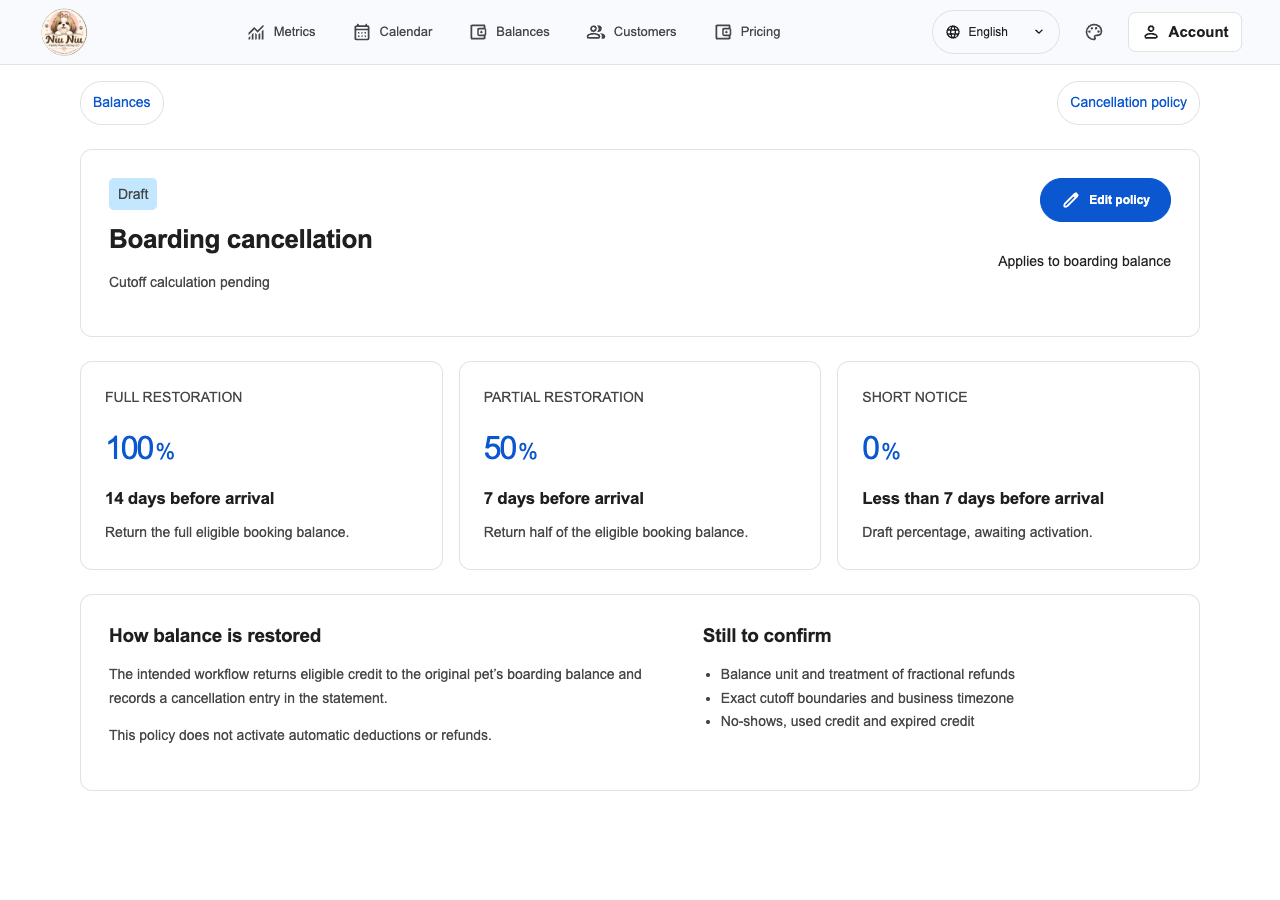 Niu Niu
Metrics
Calendar
Balances
Customers
Pricing
English
Account
Balances
Cancellation policy
Draft
Edit policy
Boarding cancellation
Applies to boarding balance
Cutoff calculation pending
FULL RESTORATION
100%
14 days before arrival
Return the full eligible booking balance.
PARTIAL RESTORATION
50%
7 days before arrival
Return half of the eligible booking balance.
SHORT NOTICE
0%
Less than 7 days before arrival
Draft percentage, awaiting activation.
How balance is restored
The intended workflow returns eligible credit to the original pet’s boarding balance and
records a cancellation entry in the statement.
This policy does not activate automatic deductions or refunds.
Still to confirm
• Balance unit and treatment of fractional refunds
• Exact cutoff boundaries and business timezone
• No-shows, used credit and expired credit